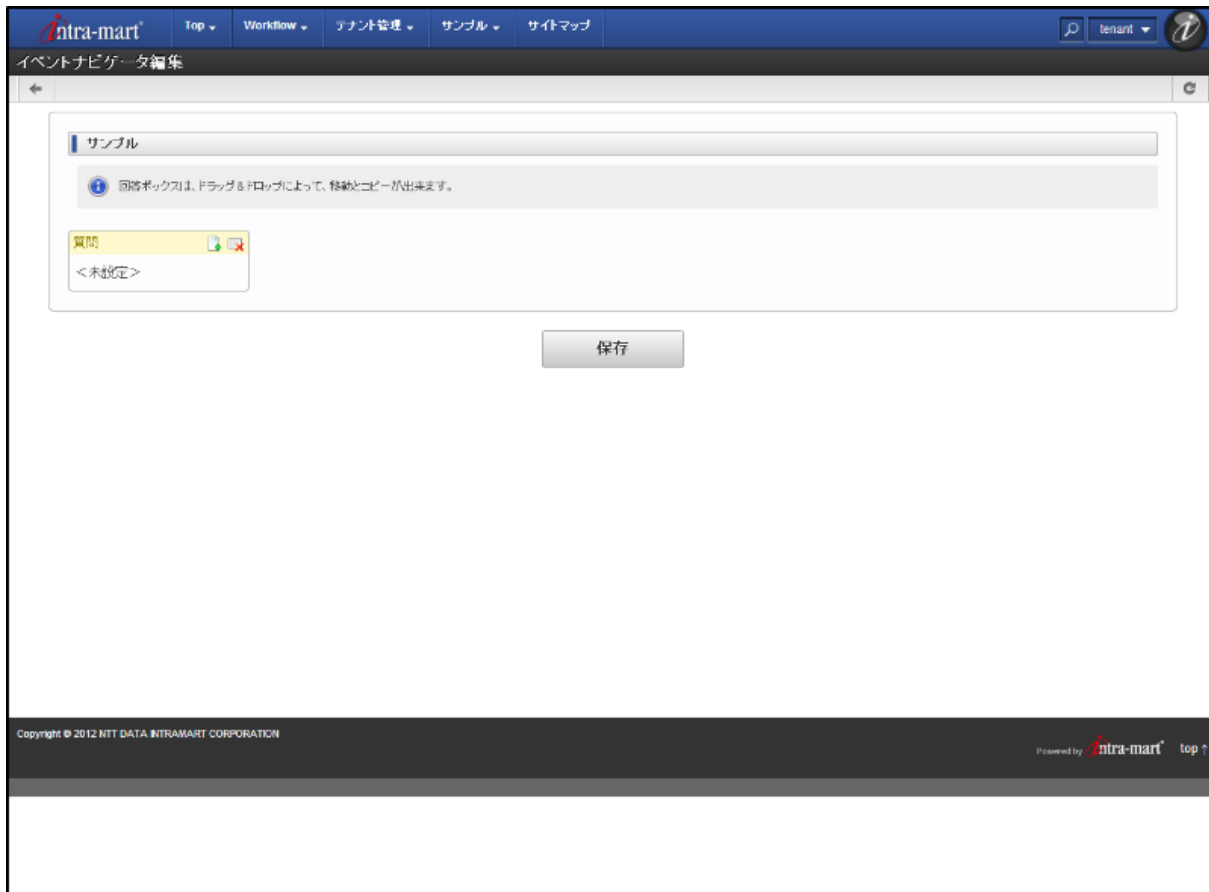 intra-mart Top Workflow テナント管理 サンプル サイトマップ tenant
イベントナビゲータ編集
サンプル
回答ボックスは、ドラッグ&ドロップによって、移動とコピーが出来ます。
質問
<未設定>
保存
Copyright © 2012 NTT DATA INTRAMART CORPORATION
Powered by intra-mart top ↑